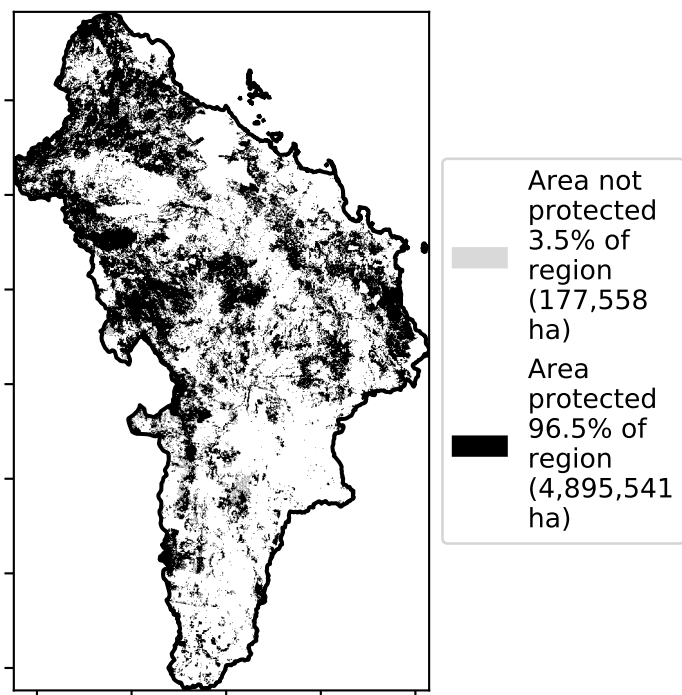 Area not
protected
3.5% of
region
(177,558
ha)
Area
protected
96.5% of
region
(4,895,541
ha)